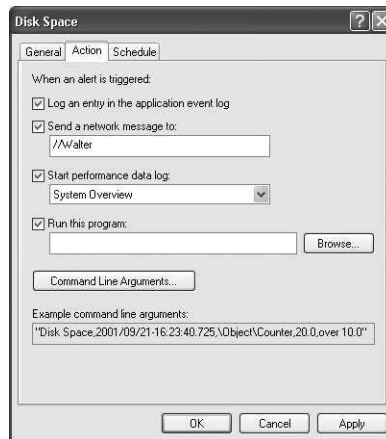 Disk Space
General
Action
Schedule
When an alert is triggered:
Log an entry in the application event log
Send a network message to:
//Walter
Start performance data log:
System Overview
Run this program:
Browse...
Command Line Arguments...
Example command line arguments:
"Disk Space,2001/09/21-16:23:40.725,\Object\Counter,20.0,over 10.0"
OK
Cancel
Apply